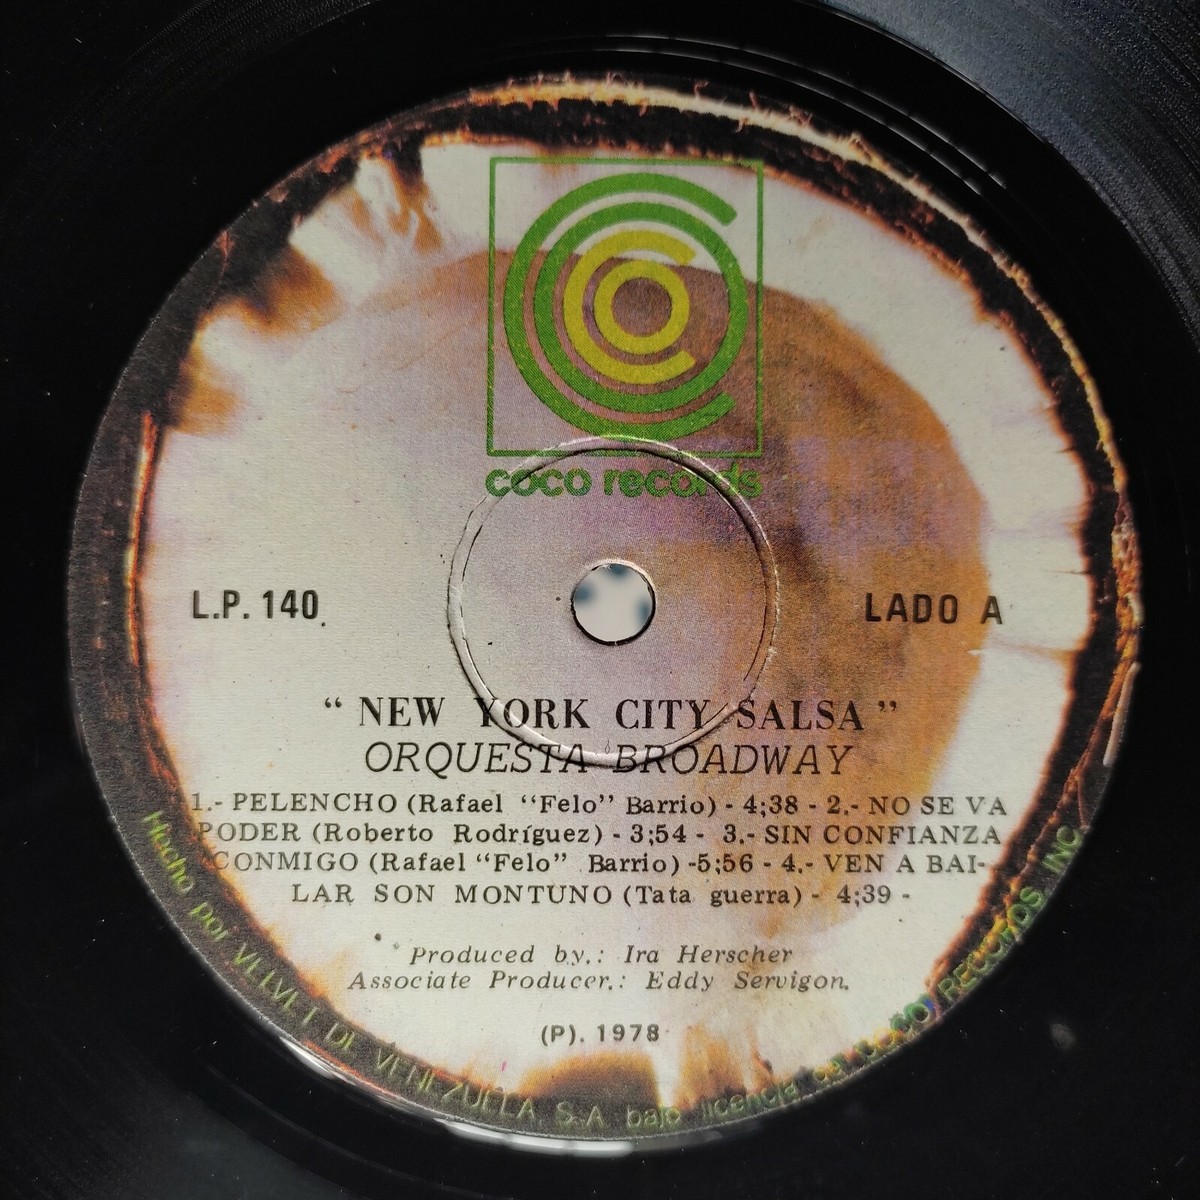 coco records
L.P. 140
LADO A
“ NEW YORK CITY SALSA ”
ORQUESTA BROADWAY
1.- PELENCHO (Rafael “Felo” Barrio) - 4;38 - 2.- NO SE VA
PODER (Roberto Rodríguez) - 3;54 - 3.- SIN CONFIANZA
CONMIGO (Rafael “Felo” Barrio) -5;56 - 4.- VEN A BAI-
LAR SON MONTUNO (Tata guerra) - 4;39 -
Produced by.: Ira Herscher
Associate Producer.: Eddy Servigon.
(P). 1978
Hecho por VELVET DE VENEZUELA S.A bajo licencia de COCO RECORDS, INC.